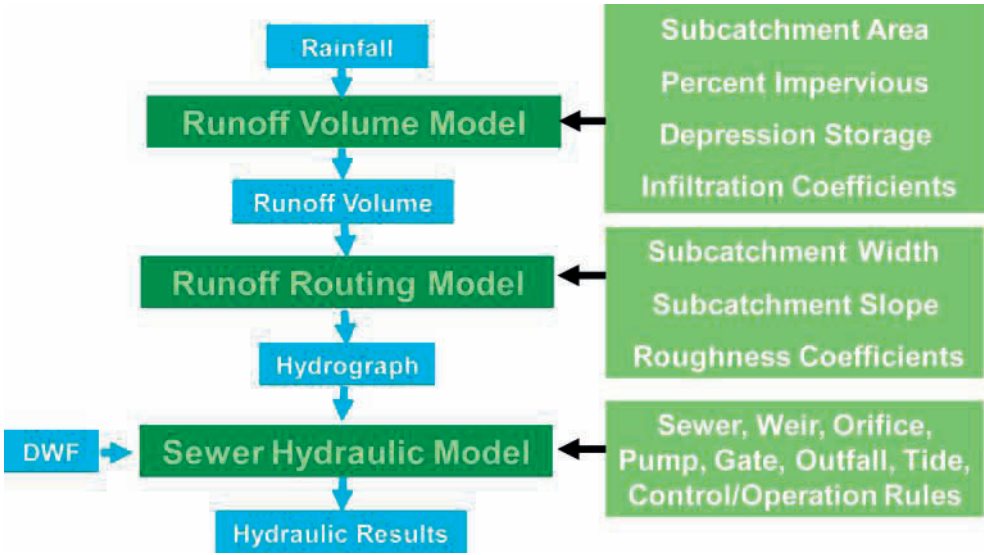 Rainfall
Runoff Volume Model
Runoff Volume
Runoff Routing Model
Hydrograph
DWF
Sewer Hydraulic Model
Hydraulic Results
Subcatchment Area
Percent Impervious
Depression Storage
Infiltration Coefficients
Subcatchment Width
Subcatchment Slope
Roughness Coefficients
Sewer, Weir, Orifice,
Pump, Gate, Outfall, Tide,
Control/Operation Rules